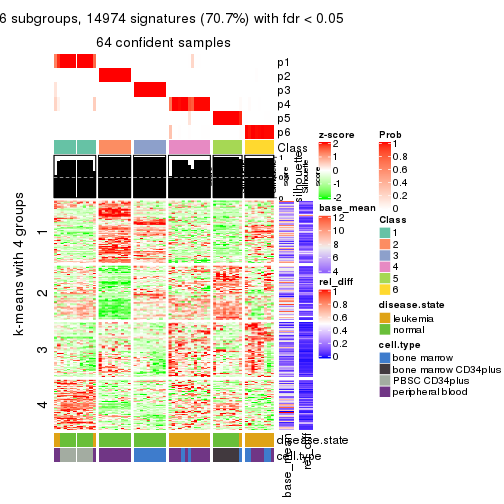 6 subgroups, 14974 signatures (70.7%) with fdr < 0.05
64 confident samples
p1
p2
p3
p4
p5
p6
Class
1
0.5
0
silhouette
score
k-means with 4 groups
1
2
3
4
disease.state
cell.type
base_mean
rel_diff
z-score
2
1
0
-1
-2
base_mean
12
10
8
6
4
rel_diff
1
0.8
0.6
0.4
0.2
0
Prob
1
0.8
0.6
0.4
0.2
0
Class
1
2
3
4
5
6
disease.state
leukemia
normal
cell.type
bone marrow
bone marrow CD34plus
PBSC CD34plus
peripheral blood